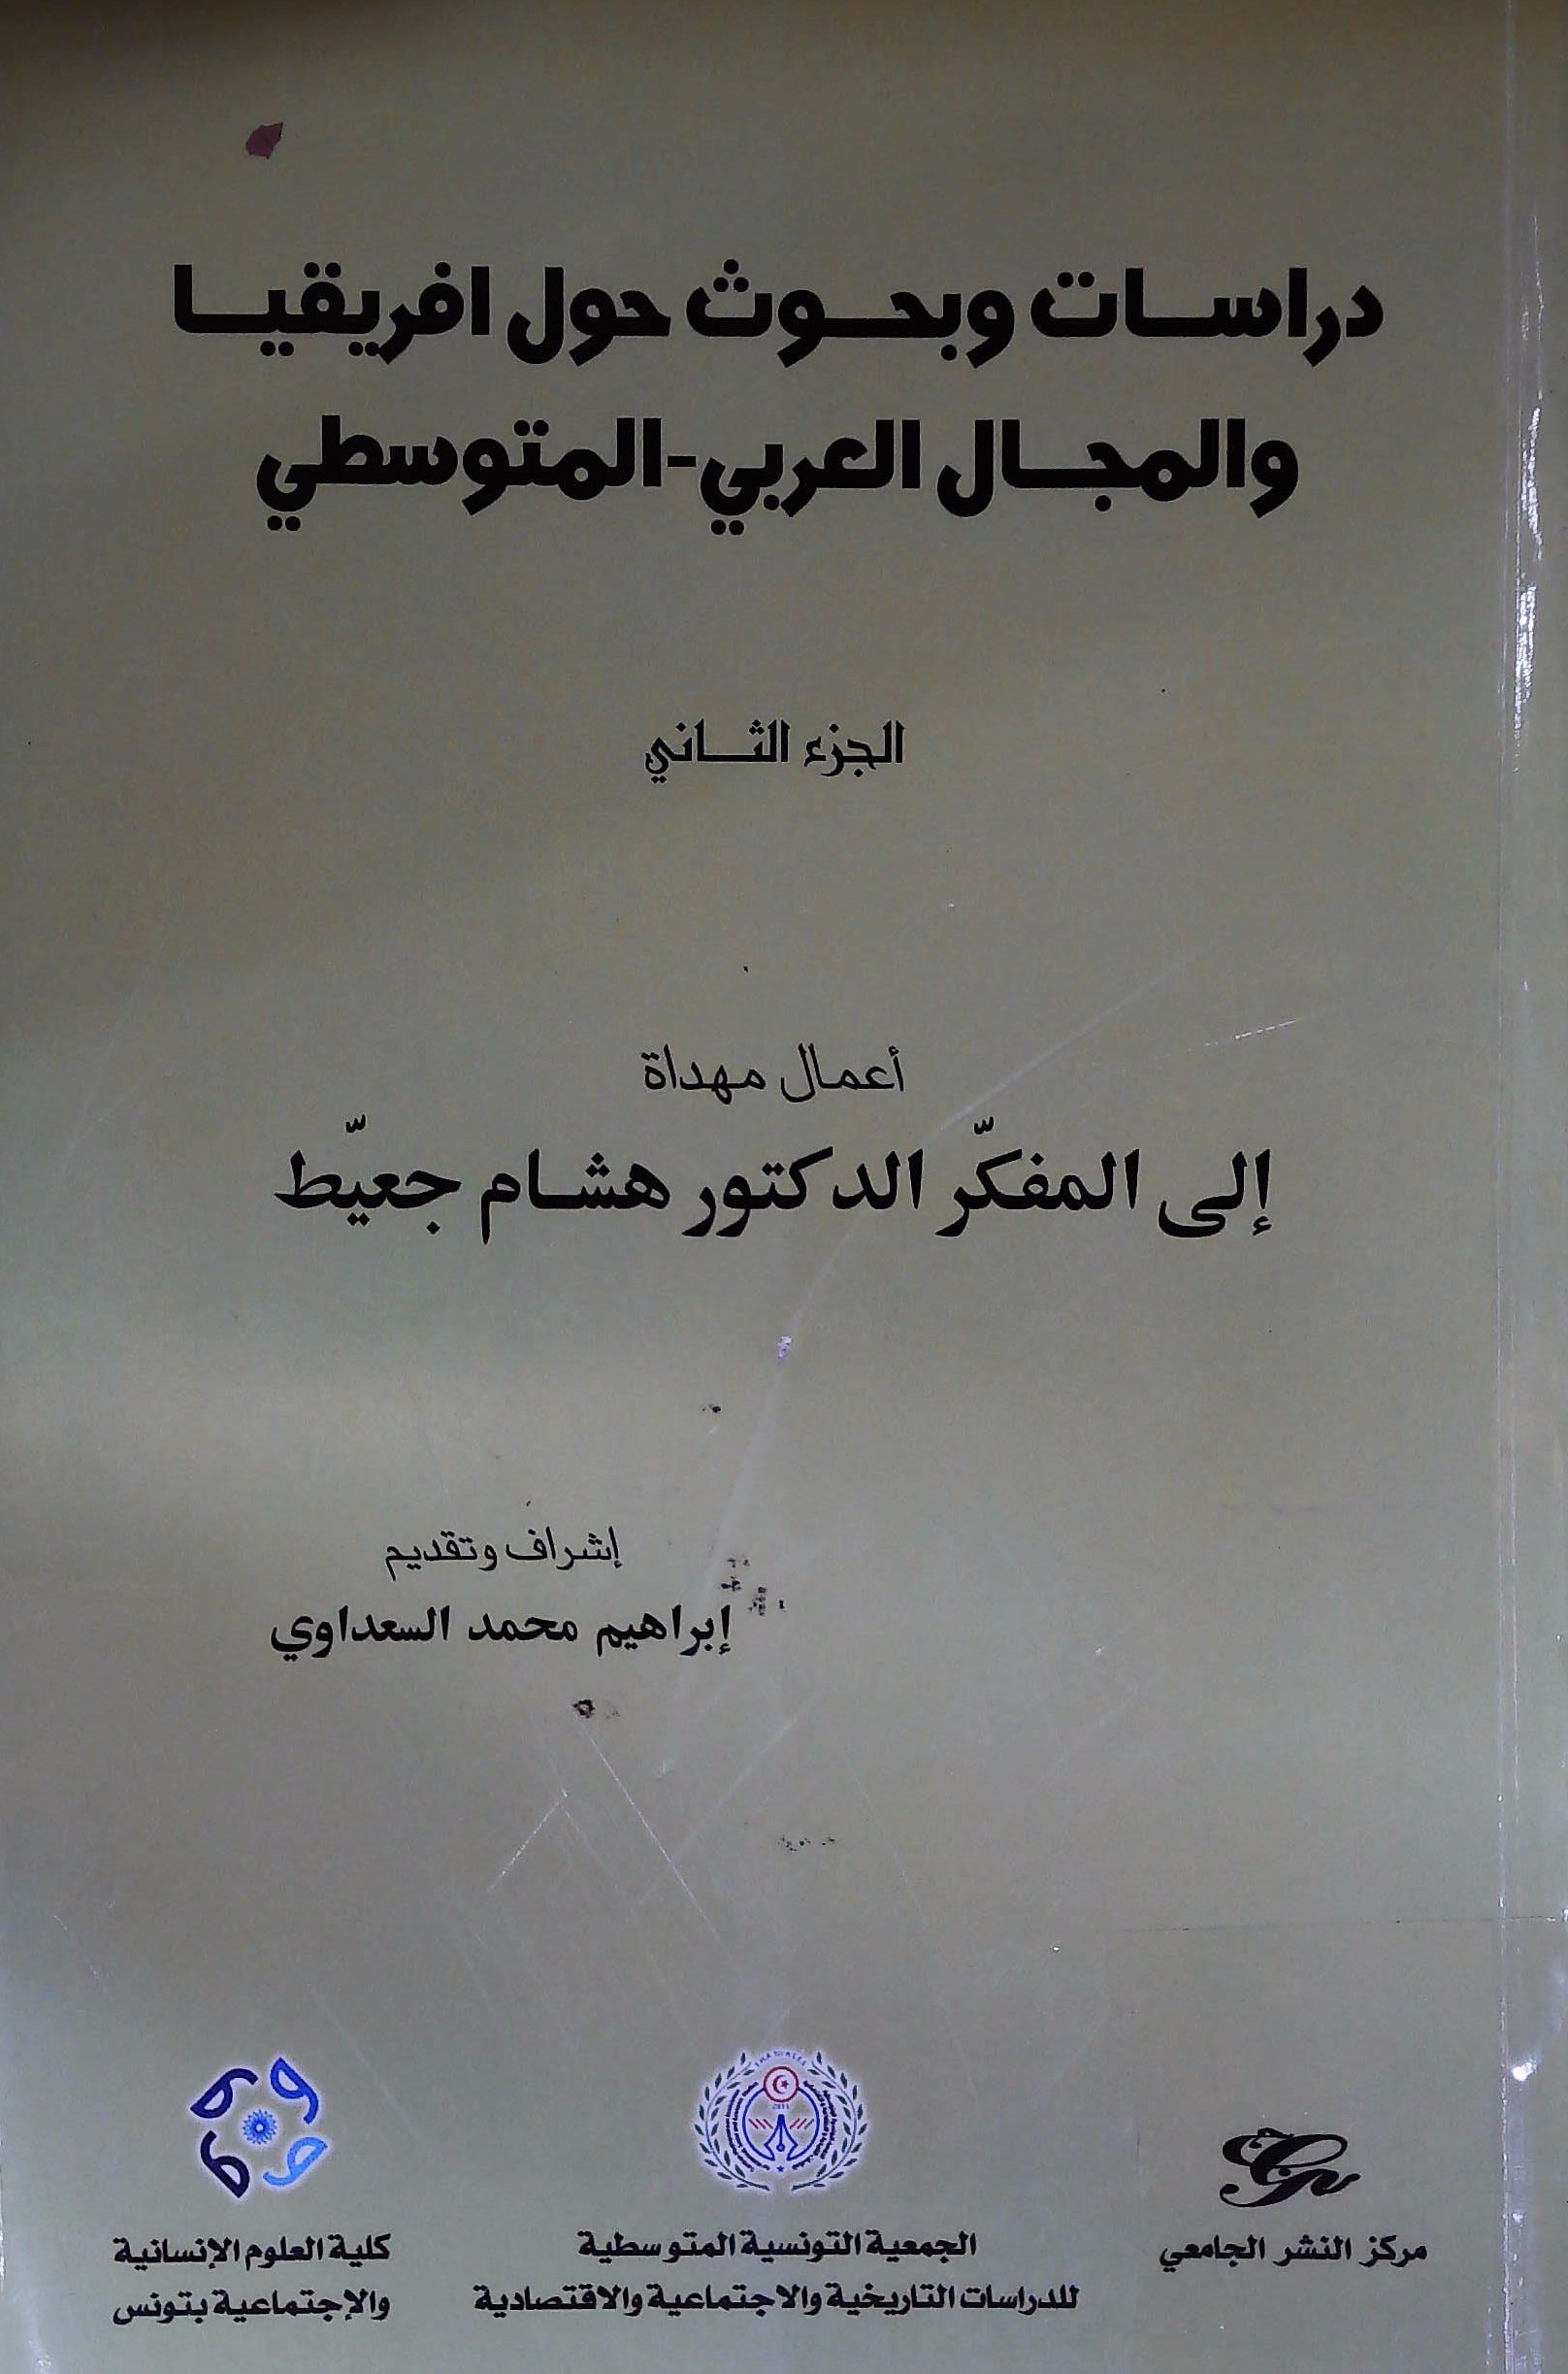 دراسات وبحوث حول افريقيا
والمجال العربي-المتوسطي
الجزء الثاني
أعمال مهداة
إلى المفكّر الدكتور هشام جعيّط
إشراف وتقديم
إبراهيم محمد السعداوي
مركز النشر الجامعي
الجمعية التونسية المتوسطية
للدراسات التاريخية والاجتماعية والاقتصادية
كلية العلوم الإنسانية
والإجتماعية بتونس